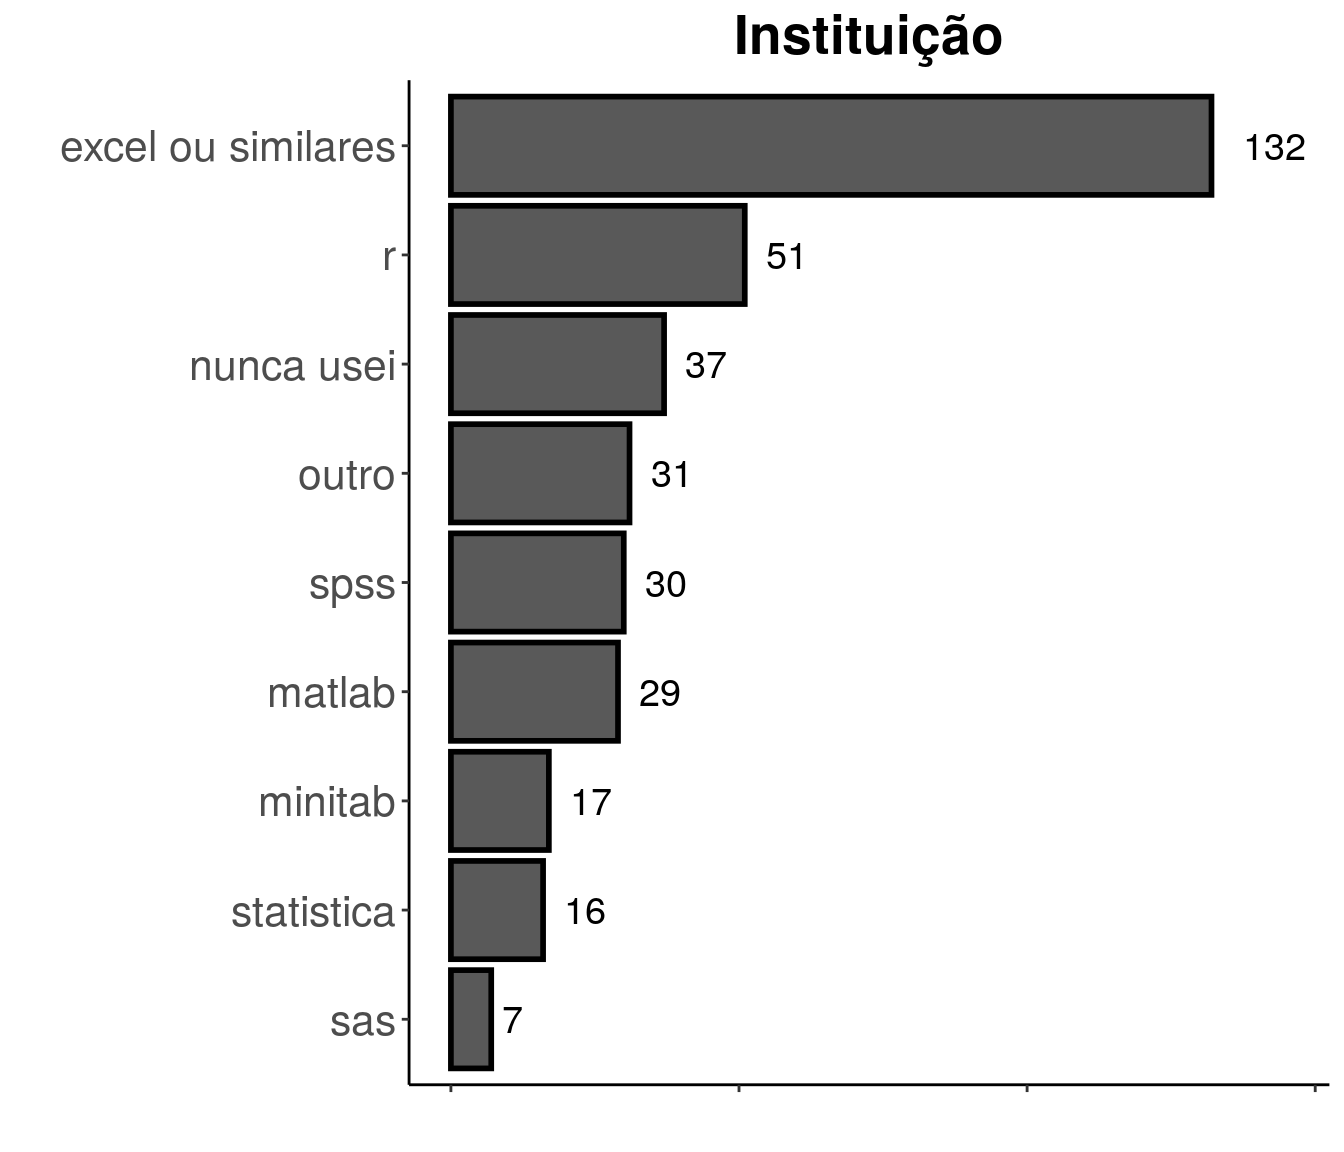 Instituição
excel ou similares 132
r 51
nunca usei 37
outro 31
spss 30
matlab 29
minitab 17
statistica 16
sas 7